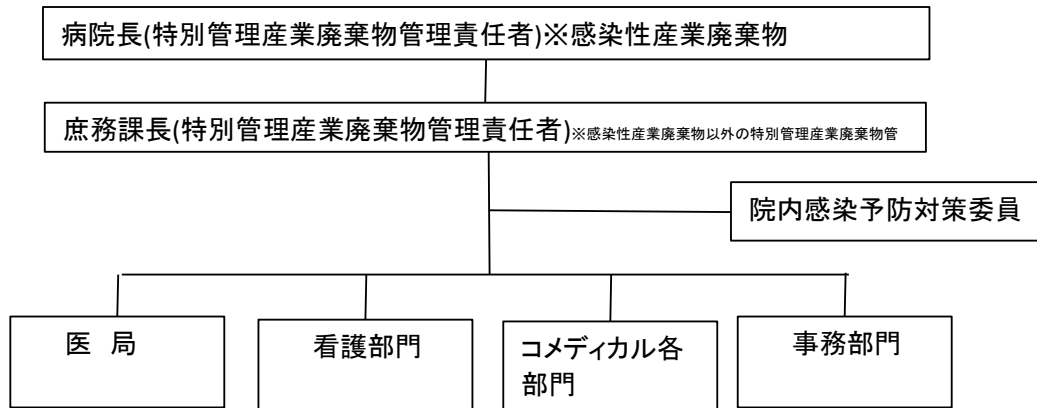 病院長(特別管理産業廃棄物管理責任者)※感染性産業廃棄物
庶務課長(特別管理産業廃棄物管理責任者)※感染性産業廃棄物以外の特別管理産業廃棄物管
院内感染予防対策委員
医 局
看護部門
コメディカル各
部門
事務部門